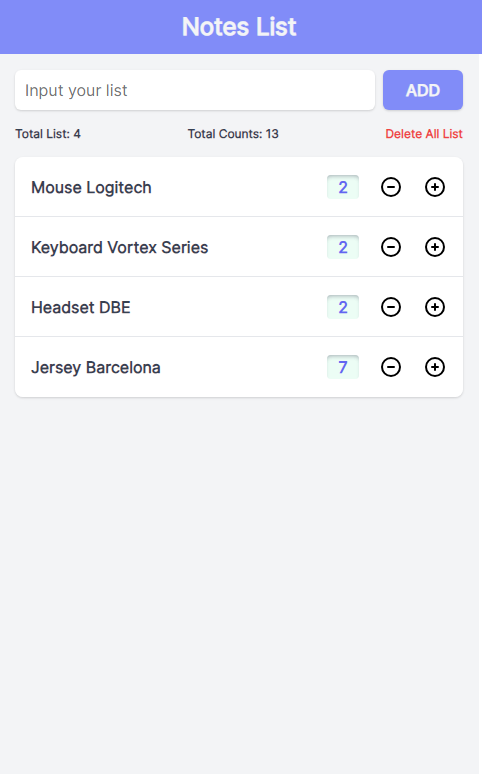 Notes List
Input your list ADD
Total List: 4 Total Counts: 13 Delete All List
Mouse Logitech 2
Keyboard Vortex Series 2
Headset DBE 2
Jersey Barcelona 7